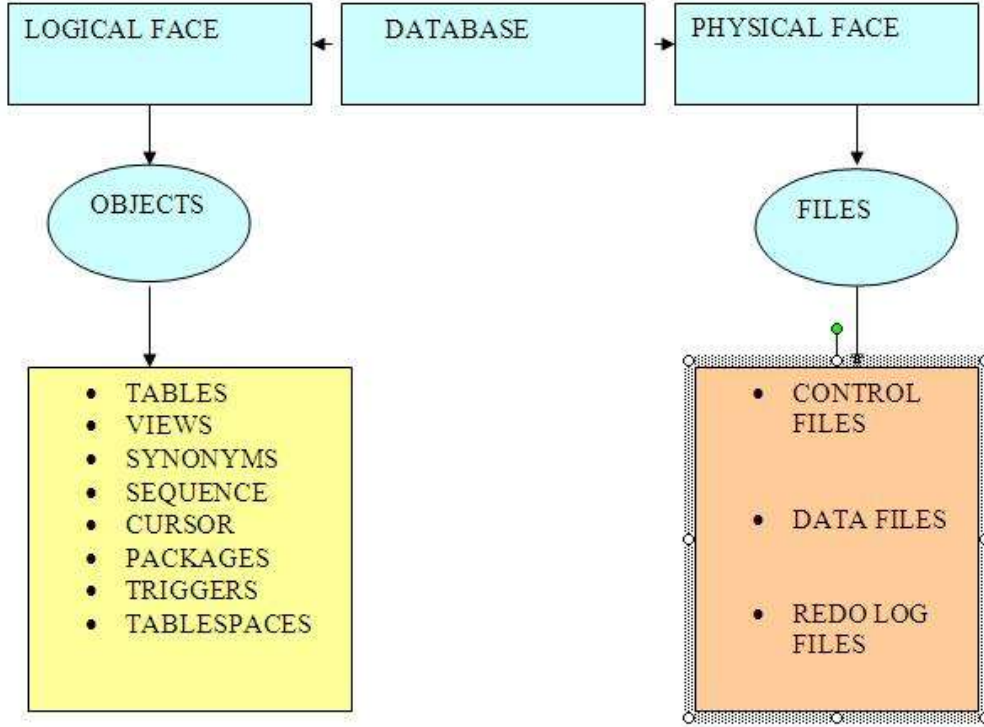 LOGICAL FACE
DATABASE
PHYSICAL FACE
OBJECTS
FILES
• TABLES
• VIEWS
• SYNONYMS
• SEQUENCE
• CURSOR
• PACKAGES
• TRIGGERS
• TABLESPACES
• CONTROL
FILES
• DATA FILES
• REDO LOG
FILES